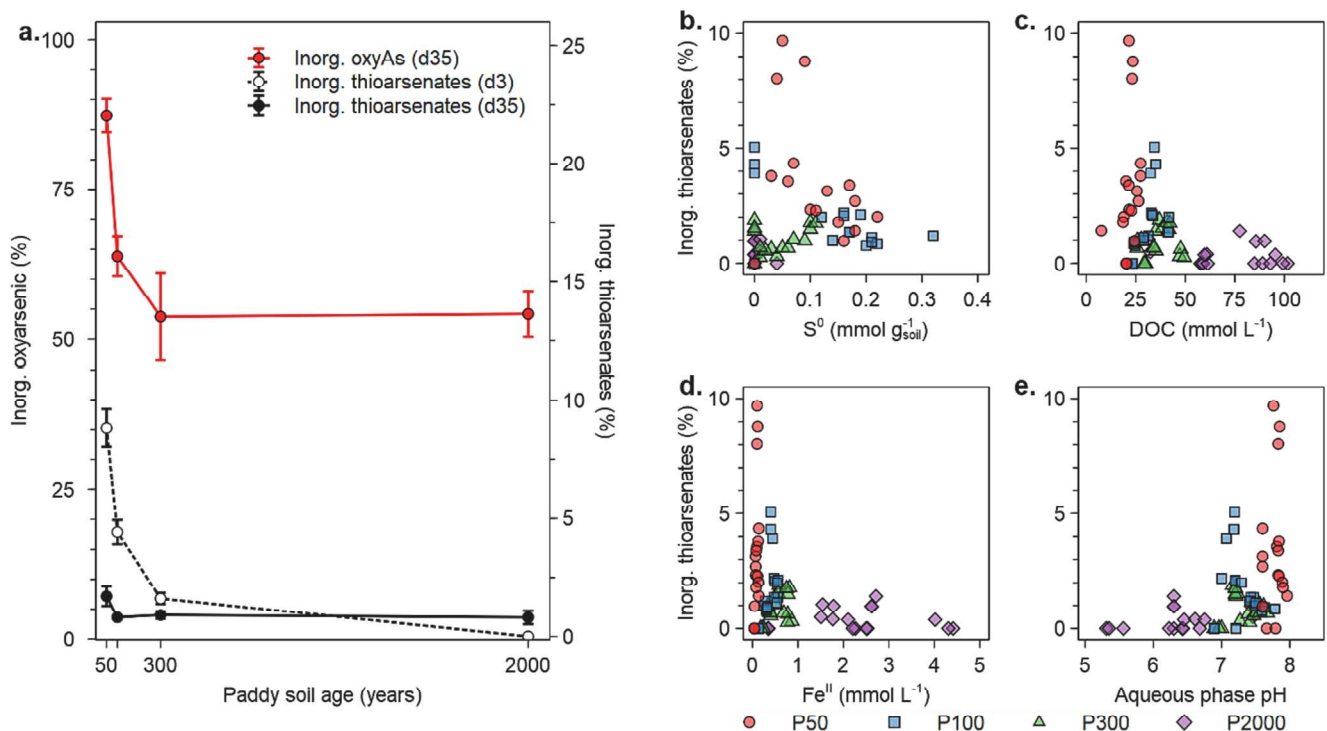 a.
100
75
50
25
0
Inorg. oxyarsenic (%)
Inorg. oxyAs (d35)
Inorg. thioarsenates (d3)
Inorg. thioarsenates (d35)
25
20
15
10
5
0
Inorg. thioarsenates
(%)
50
300
2000
Paddy soil age (years)
b.
10
5
0
Inorg. thioarsenates (%)
0
0.1
0.2
0.3
0.4
S⁰ (mmol g⁻¹soil)
c.
10
5
0
0
25
50
75
100
DOC (mmol L⁻¹)
d.
10
5
0
Inorg. thioarsenates (%)
0
1
2
3
4
5
Feᴵᴵ (mmol L⁻¹)
e.
10
5
0
5
6
7
8
Aqueous phase pH
P50
P100
P300
P2000